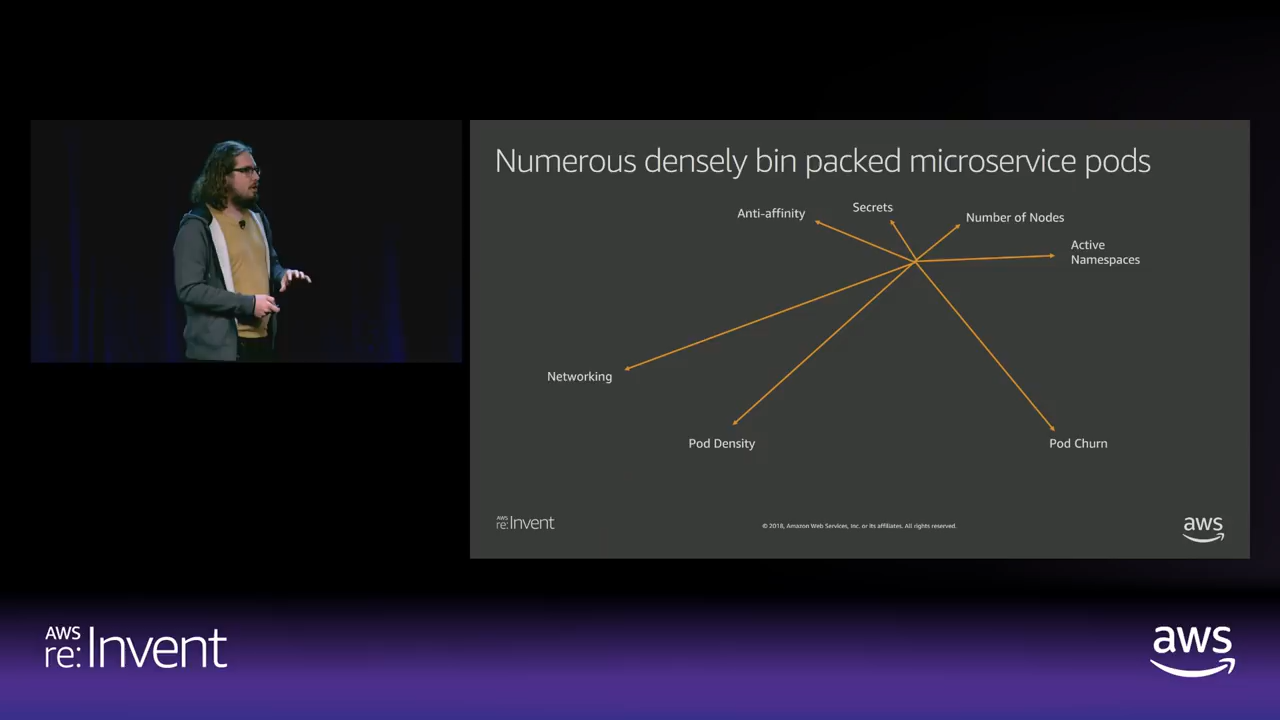 Numerous densely bin packed microservice pods
Anti-affinity
Secrets
Number of Nodes
Active
Namespaces
Networking
Pod Density
Pod Churn
AWS
re:Invent
© 2018, Amazon Web Services, Inc. or its affiliates. All rights reserved.
aws
AWS
re:Invent
aws